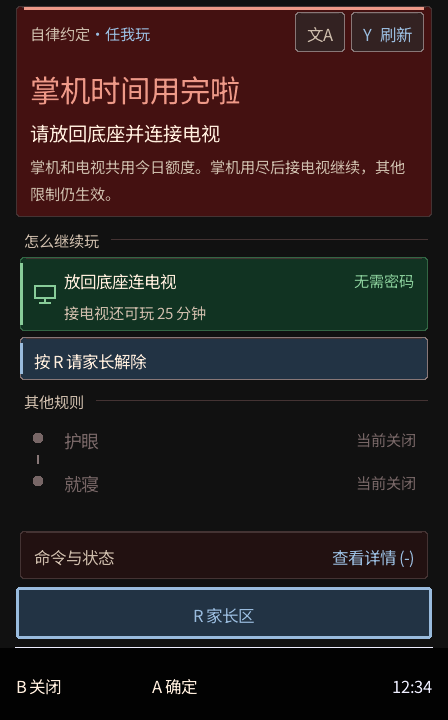 自律约定·任我玩
文A
Y 刷新
掌机时间用完啦
请放回底座并连接电视
掌机和电视共用今日额度。掌机用尽后接电视继续，其他
限制仍生效。
怎么继续玩
放回底座连电视
无需密码
接电视还可玩 25 分钟
按 R 请家长解除
其他规则
护眼
当前关闭
就寝
当前关闭
命令与状态
查看详情 (-)
R 家长区
B 关闭
A 确定
12:34